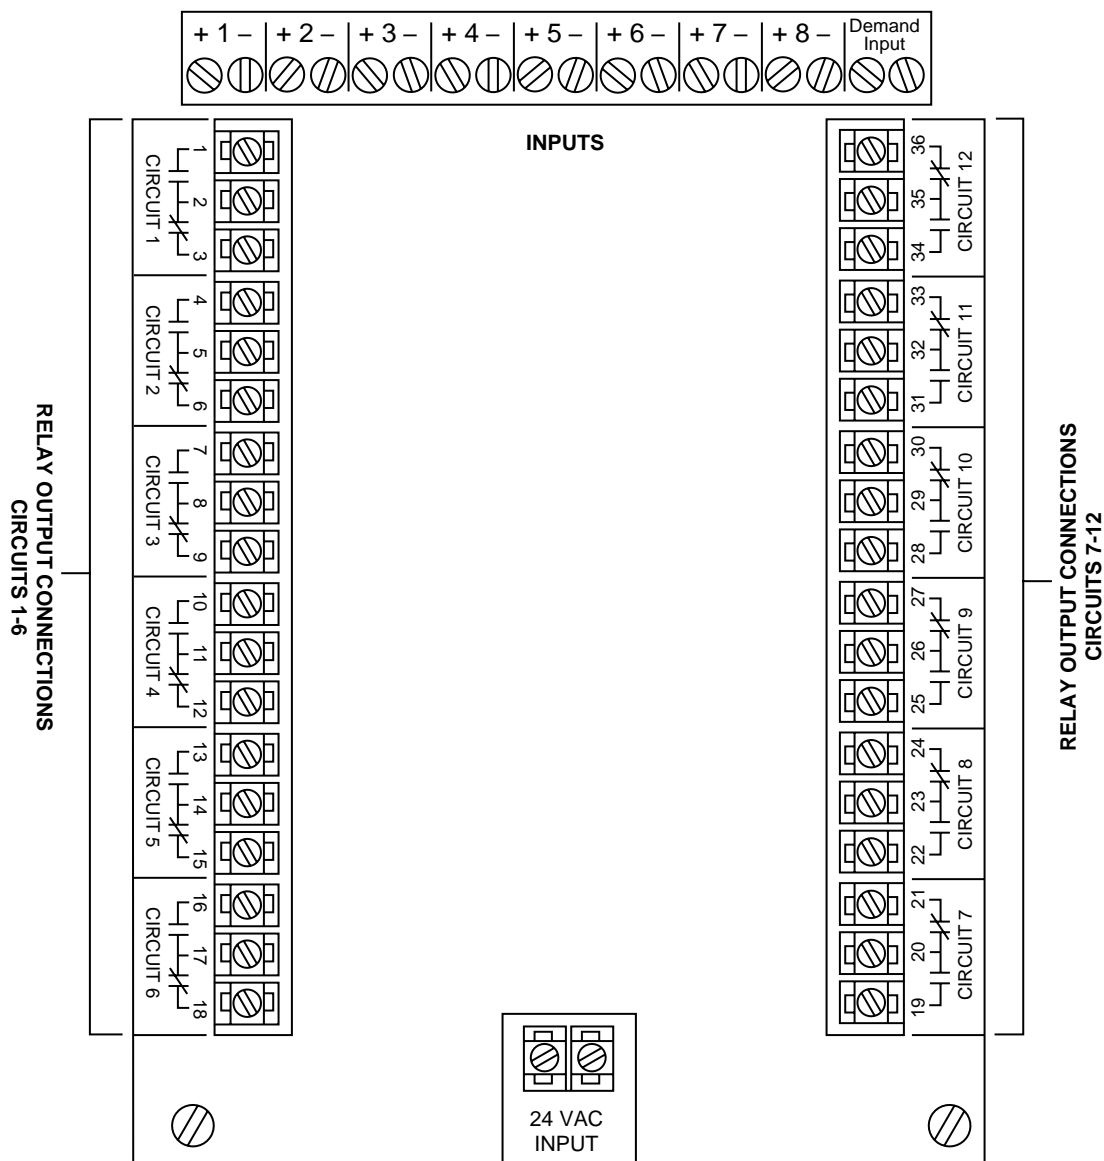 + 1 – + 2 – + 3 – + 4 – + 5 – + 6 – + 7 – + 8 – Demand
Input
INPUTS
RELAY OUTPUT CONNECTIONS
CIRCUITS 1-6
CIRCUIT 1
1
2
3
CIRCUIT 2
4
5
6
CIRCUIT 3
7
8
9
CIRCUIT 4
10
11
12
CIRCUIT 5
13
14
15
CIRCUIT 6
16
17
18
36
35
34
CIRCUIT 12
33
32
31
CIRCUIT 11
30
29
28
CIRCUIT 10
27
26
25
CIRCUIT 9
24
23
22
CIRCUIT 8
21
20
19
CIRCUIT 7
RELAY OUTPUT CONNECTIONS
CIRCUITS 7-12
24 VAC
INPUT